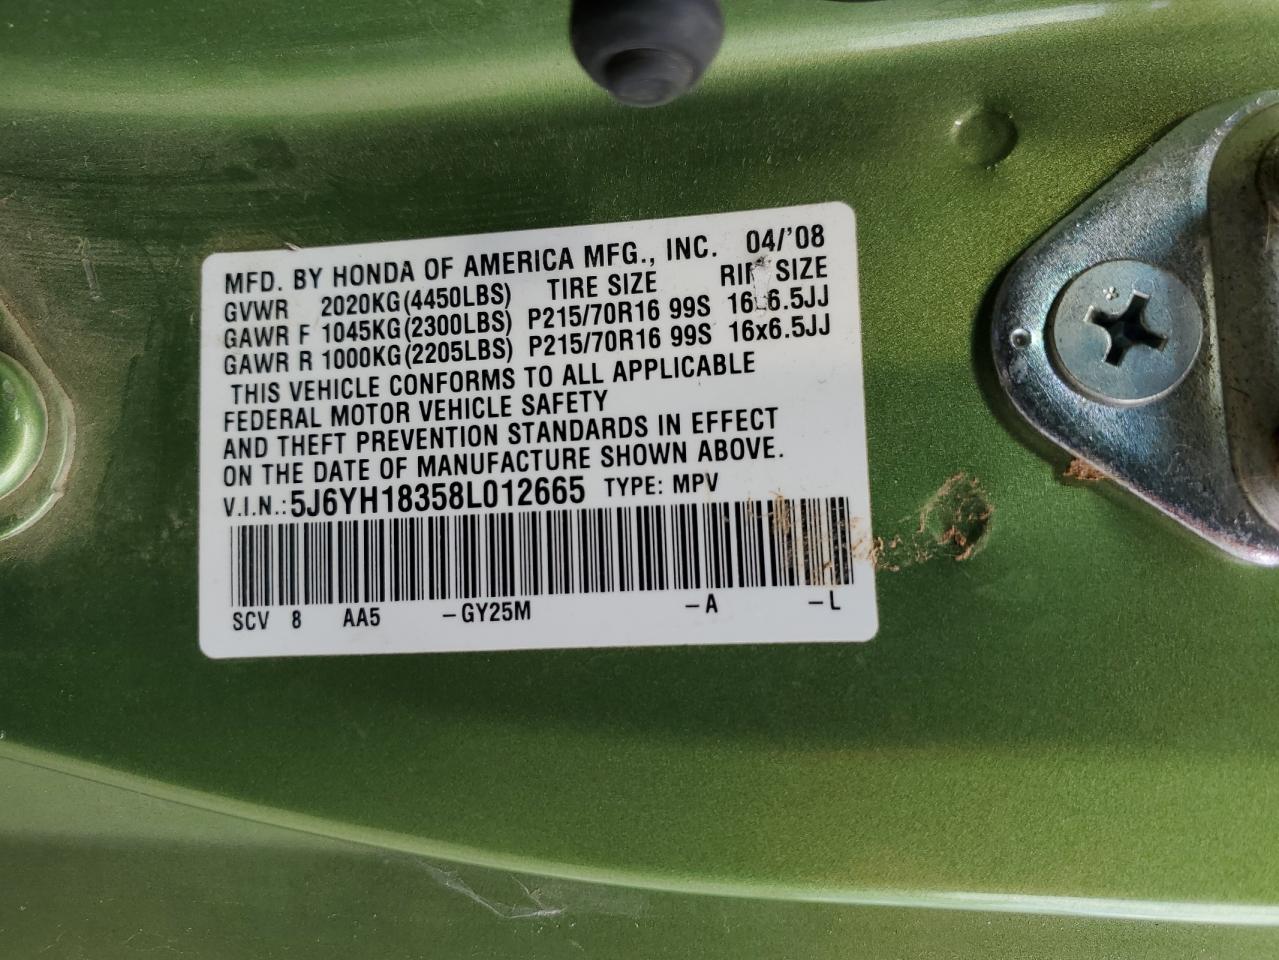 MFD. BY HONDA OF AMERICA MFG., INC. 04/'08
GVWR 2020KG(4450LBS) TIRE SIZE RIM SIZE
GAWR F 1045KG(2300LBS) P215/70R16 99S 16x6.5JJ
GAWR R 1000KG(2205LBS) P215/70R16 99S 16x6.5JJ
THIS VEHICLE CONFORMS TO ALL APPLICABLE
FEDERAL MOTOR VEHICLE SAFETY
AND THEFT PREVENTION STANDARDS IN EFFECT
ON THE DATE OF MANUFACTURE SHOWN ABOVE.
V.I.N.:5J6YH18358L012665 TYPE: MPV
SCV 8 AA5 -GY25M -A -L